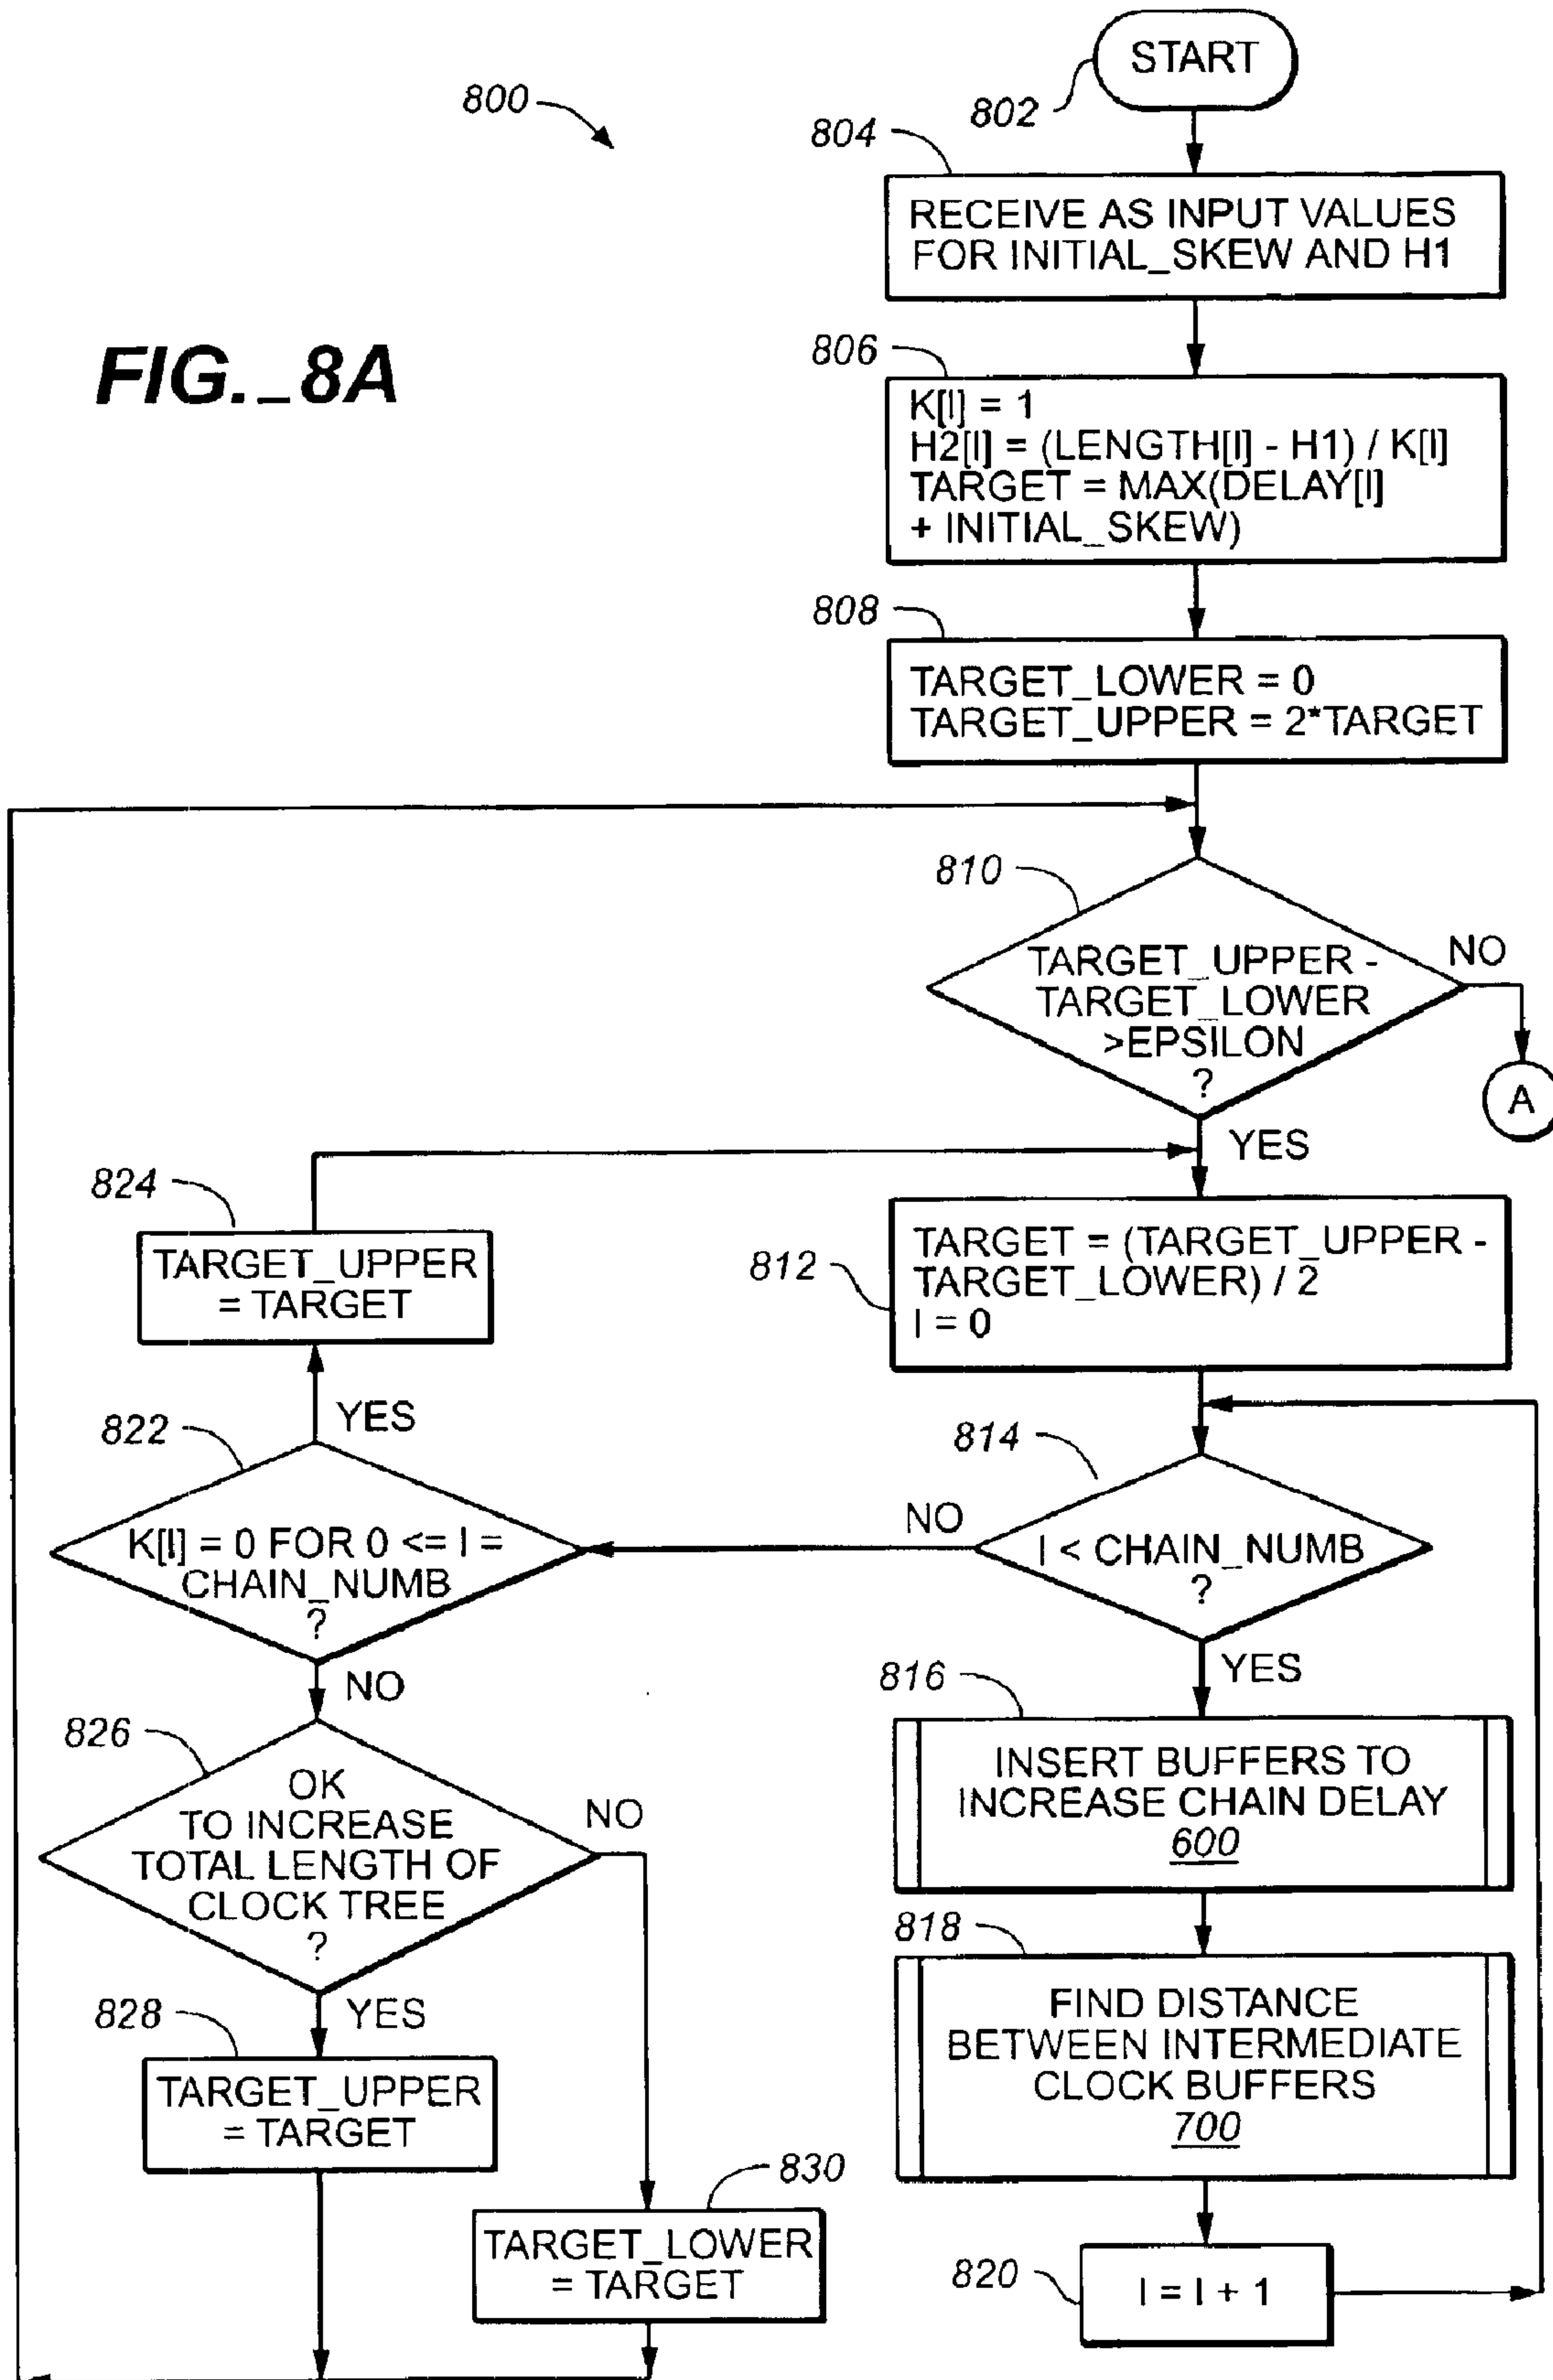 START
800
802
804
RECEIVE AS INPUT VALUES
FOR INITIAL_SKEW AND H1
FIG._8A
806
K[I] = 1
H2[I] = (LENGTH[I] - H1) / K[I]
TARGET = MAX(DELAY[I]
+ INITIAL_SKEW)
808
TARGET_LOWER = 0
TARGET_UPPER = 2*TARGET
810
TARGET_UPPER -
TARGET_LOWER
>EPSILON
?
NO
A
YES
824
TARGET_UPPER
= TARGET
812
TARGET = (TARGET_UPPER -
TARGET_LOWER) / 2
I = 0
YES
822
K[I] = 0 FOR 0 <= I =
CHAIN_NUMB
?
NO
814
I < CHAIN_NUMB
?
NO
YES
826
OK
TO INCREASE
TOTAL LENGTH OF
CLOCK TREE
?
NO
816
INSERT BUFFERS TO
INCREASE CHAIN DELAY
600
818
FIND DISTANCE
BETWEEN INTERMEDIATE
CLOCK BUFFERS
700
YES
828
TARGET_UPPER
= TARGET
830
TARGET_LOWER
= TARGET
820
I = I + 1